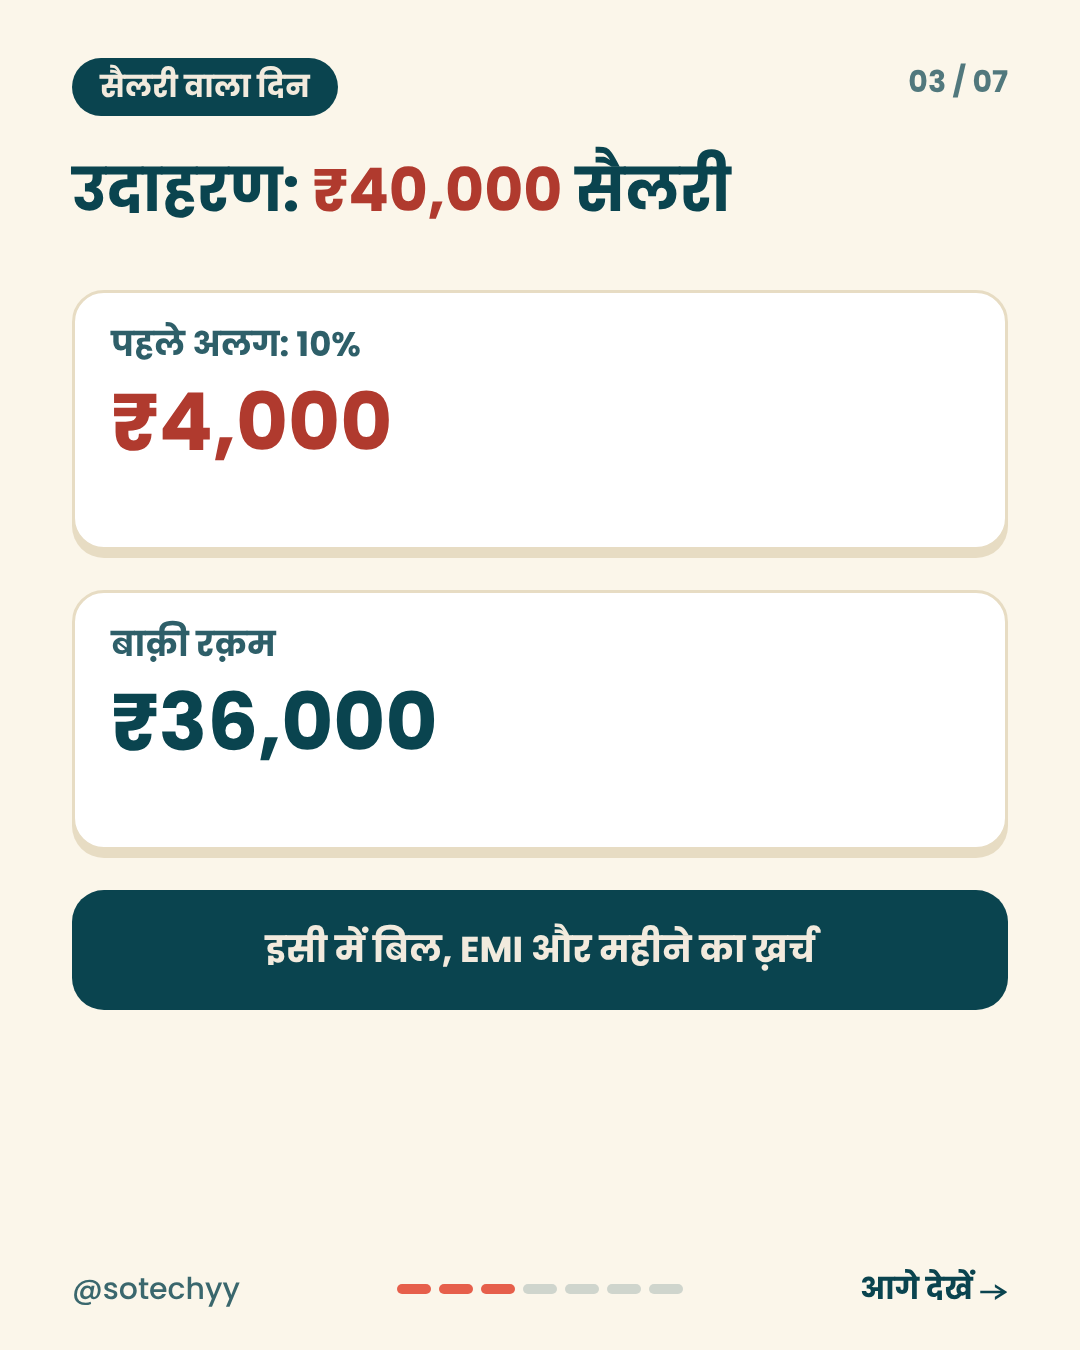 सैलरी वाला दिन
03 / 07
उदाहरण: ₹40,000 सैलरी
पहले अलग: 10%
₹4,000
बाक़ी रक़म
₹36,000
इसी में बिल, EMI और महीने का ख़र्च
@sotechyy
आगे देखें →